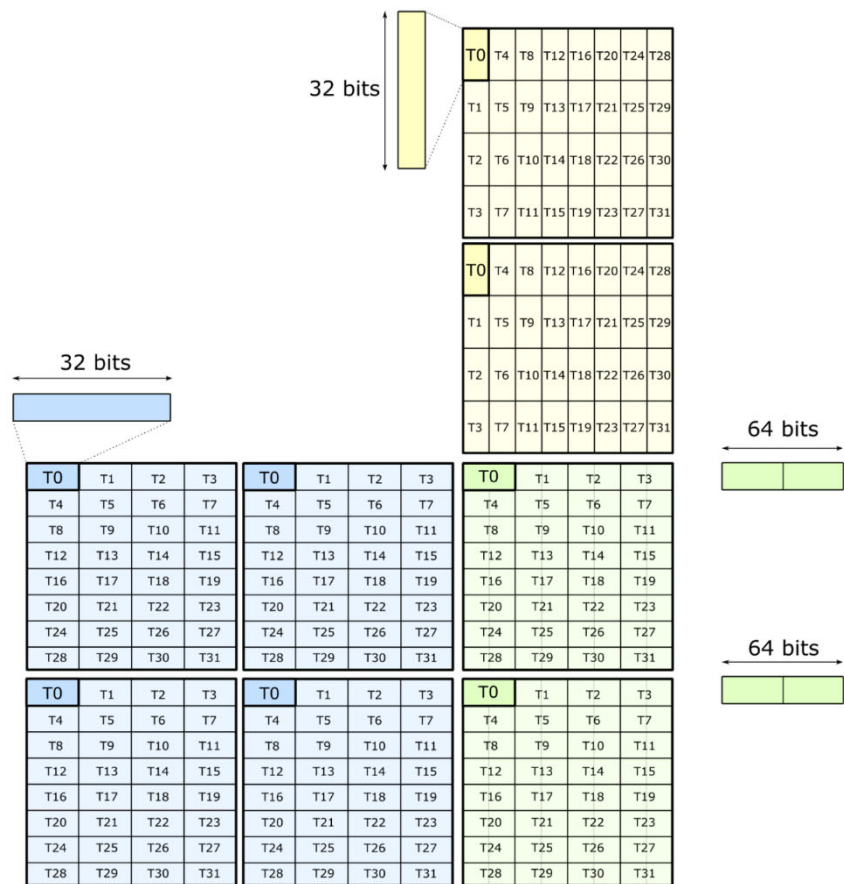 T0 T4 T8 T12 T16 T20 T24 T28
32 bits
T1 T5 T9 T13 T17 T21 T25 T29
T2 T6 T10 T14 T18 T22 T26 T30
T3 T7 T11 T15 T19 T23 T27 T31
T0 T4 T8 T12 T16 T20 T24 T28
T1 T5 T9 T13 T17 T21 T25 T29
T2 T6 T10 T14 T18 T22 T26 T30
T3 T7 T11 T15 T19 T23 T27 T31
32 bits
64 bits
T0 T1 T2 T3 T0 T1 T2 T3 T0 T1 T2 T3
T4 T5 T6 T7 T4 T5 T6 T7 T4 T5 T6 T7
T8 T9 T10 T11 T8 T9 T10 T11 T8 T9 T10 T11
T12 T13 T14 T15 T12 T13 T14 T15 T12 T13 T14 T15
T16 T17 T18 T19 T16 T17 T18 T19 T16 T17 T18 T19
T20 T21 T22 T23 T20 T21 T22 T23 T20 T21 T22 T23
T24 T25 T26 T27 T24 T25 T26 T27 T24 T25 T26 T27
T28 T29 T30 T31 T28 T29 T30 T31 T28 T29 T30 T31
64 bits
T0 T1 T2 T3 T0 T1 T2 T3 T0 T1 T2 T3
T4 T5 T6 T7 T4 T5 T6 T7 T4 T5 T6 T7
T8 T9 T10 T11 T8 T9 T10 T11 T8 T9 T10 T11
T12 T13 T14 T15 T12 T13 T14 T15 T12 T13 T14 T15
T16 T17 T18 T19 T16 T17 T18 T19 T16 T17 T18 T19
T20 T21 T22 T23 T20 T21 T22 T23 T20 T21 T22 T23
T24 T25 T26 T27 T24 T25 T26 T27 T24 T25 T26 T27
T28 T29 T30 T31 T28 T29 T30 T31 T28 T29 T30 T31